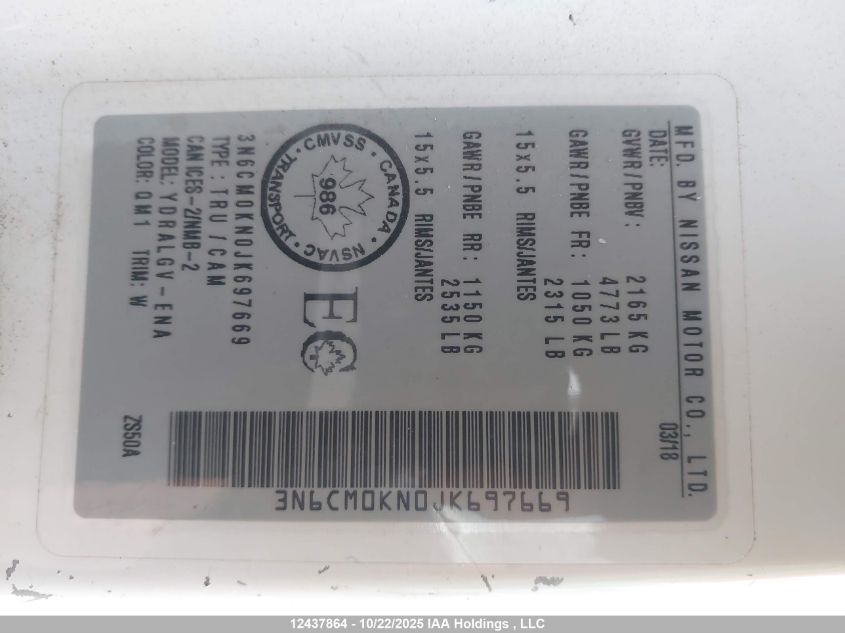 MFD. BY NISSAN MOTOR CO., LTD.
DATE: 03/18
GVWR/PNBV: 2165 KG
4773 LB
GAWR/PNBE FR: 1050 KG
2315 LB
15x5.5 RIMS/JANTES
GAWR/PNBE RR: 1150 KG
2535 LB
15x5.5 RIMS/JANTES
CMVSS · CANADA · NSVAC · TRANSPORT ·
986
EC
3N6CM0KN0JK697669
TYPE: TRU / CAM
CAN ICES-2/NMB-2
MODEL: YDRALGV-ENA
COLOR: QM1 TRIM: W
ZS50A
3N6CM0KN0JK697669
12437864 - 10/22/2025 IAA Holdings , LLC